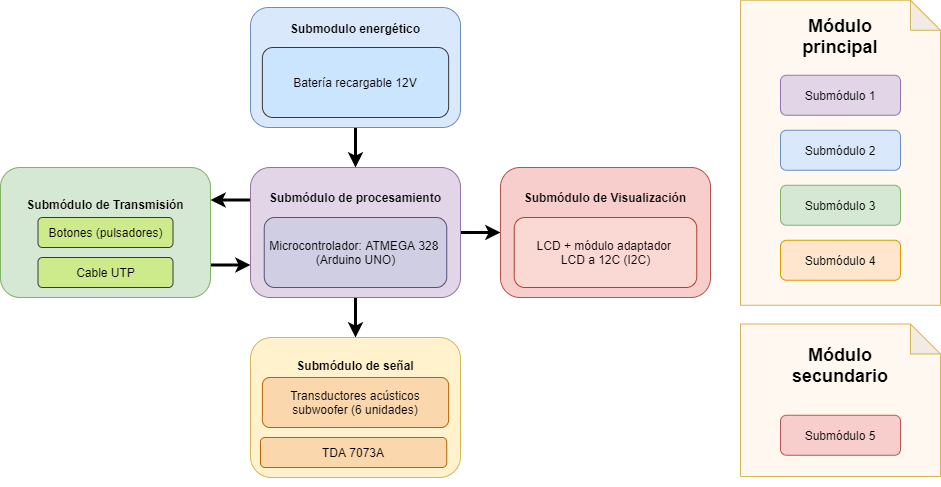 Submodulo energético
Batería recargable 12V
Submódulo de Transmisión
Botones (pulsadores)
Cable UTP
Submódulo de procesamiento
Microcontrolador: ATMEGA 328
(Arduino UNO)
Submódulo de Visualización
LCD + módulo adaptador
LCD a 12C (I2C)
Submódulo de señal
Transductores acústicos
subwoofer (6 unidades)
TDA 7073A
Módulo
principal
Submódulo 1
Submódulo 2
Submódulo 3
Submódulo 4
Módulo
secundario
Submódulo 5